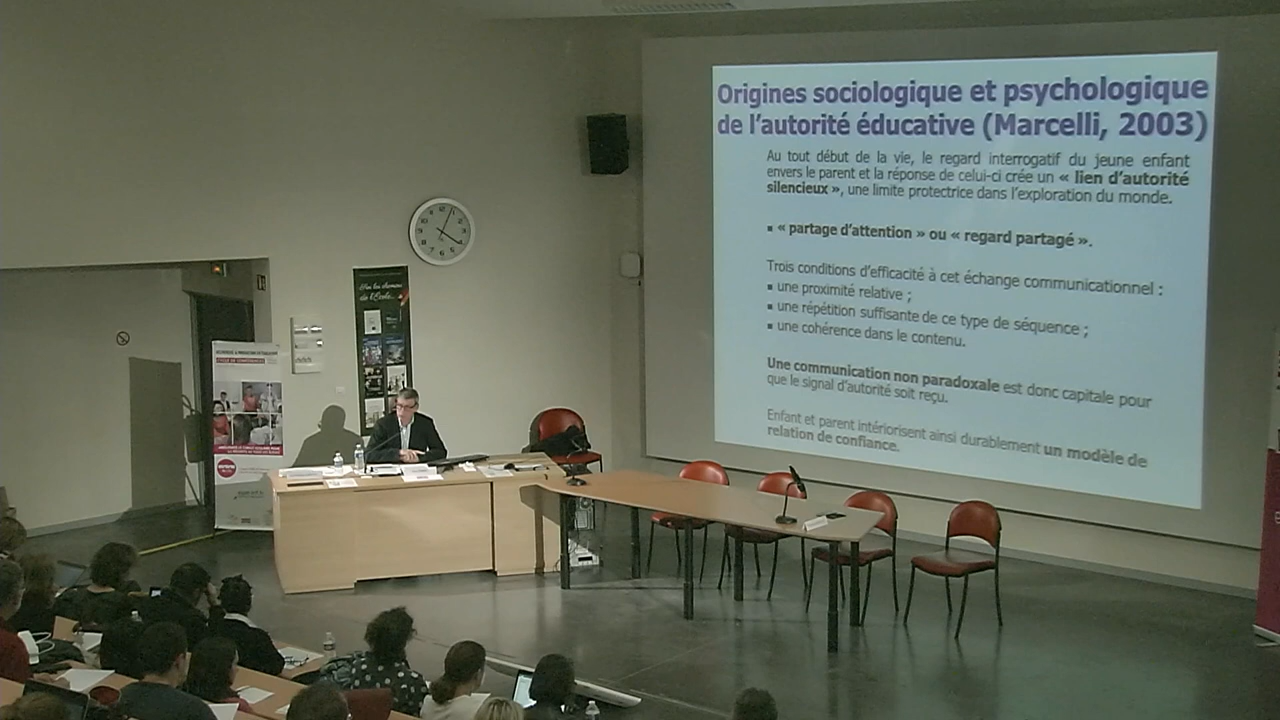 Origines sociologique et psychologique
de l'autorité éducative (Marcelli, 2003)
Au tout début de la vie, le regard interrogatif du jeune enfant
envers le parent et la réponse de celui-ci crée un « lien d'autorité
silencieux », une limite protectrice dans l'exploration du monde.
▪ « partage d'attention » ou « regard partagé ».
Trois conditions d'efficacité à cet échange communicationnel :
▪ une proximité relative ;
▪ une répétition suffisante de ce type de séquence ;
▪ une cohérence dans le contenu.
Une communication non paradoxale est donc capitale pour
que le signal d'autorité soit reçu.
Enfant et parent intériorisent ainsi durablement un modèle de
relation de confiance.
de l'École...
CYCLE DE CONFÉRENCES